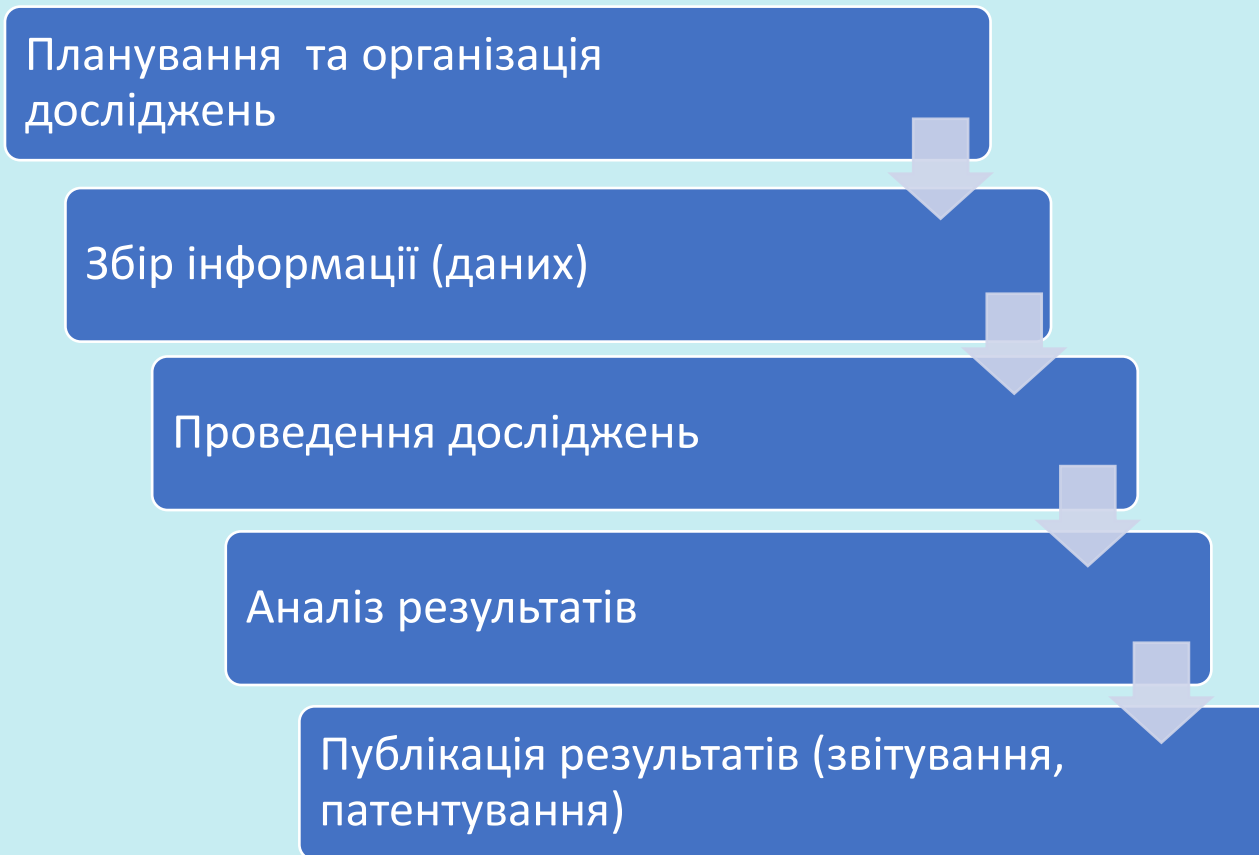 Планування та організація
досліджень
Збір інформації (даних)
Проведення досліджень
Аналіз результатів
Публікація результатів (звітування,
патентування)